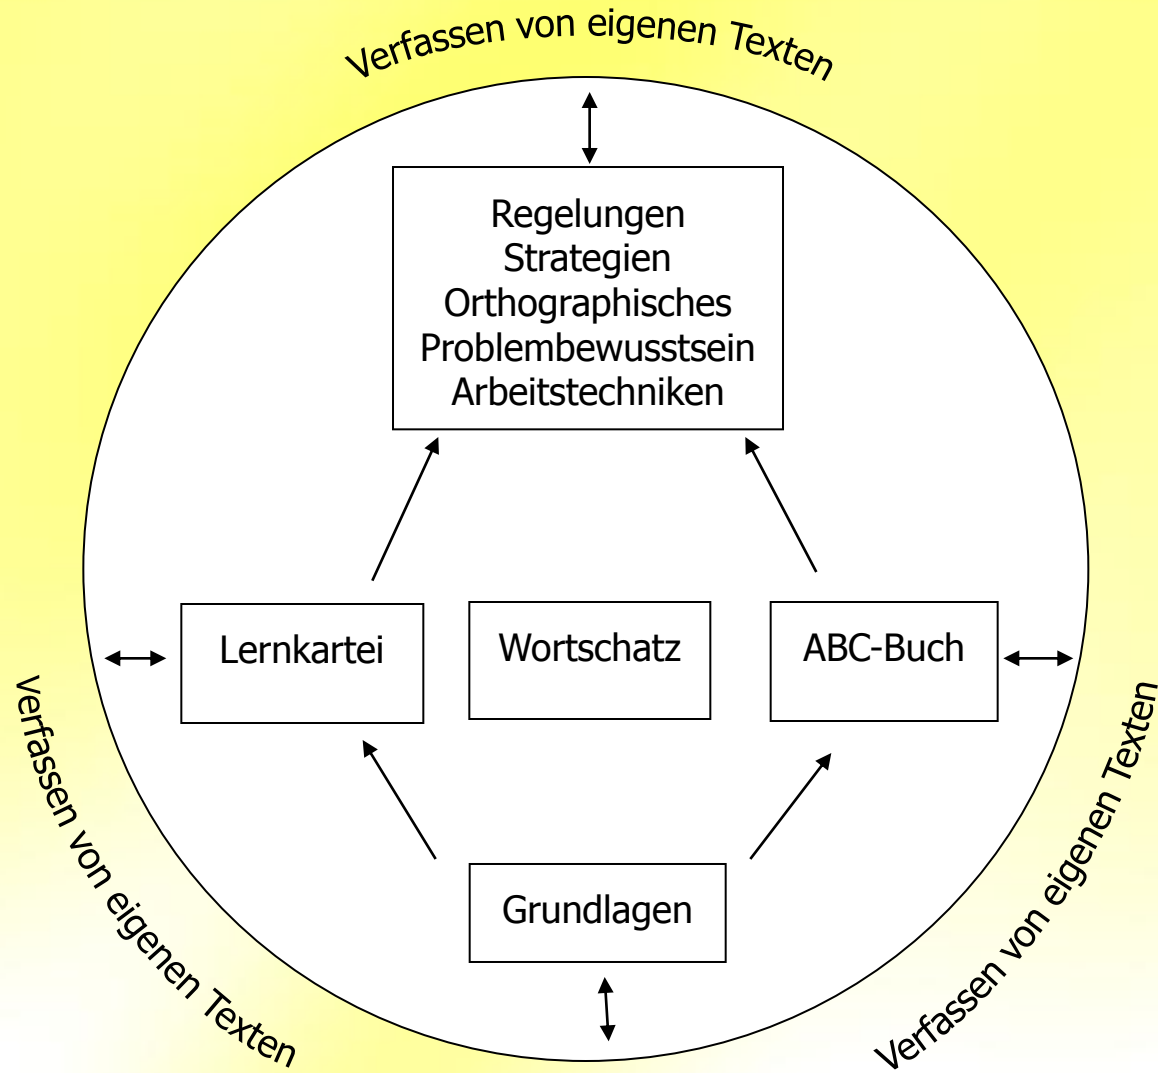 Verfassen von eigenen Texten
Regelungen
Strategien
Orthographisches
Problembewusstsein
Arbeitstechniken
Lernkartei
Wortschatz
ABC-Buch
Grundlagen
Verfassen von eigenen Texten
Verfassen von eigenen Texten